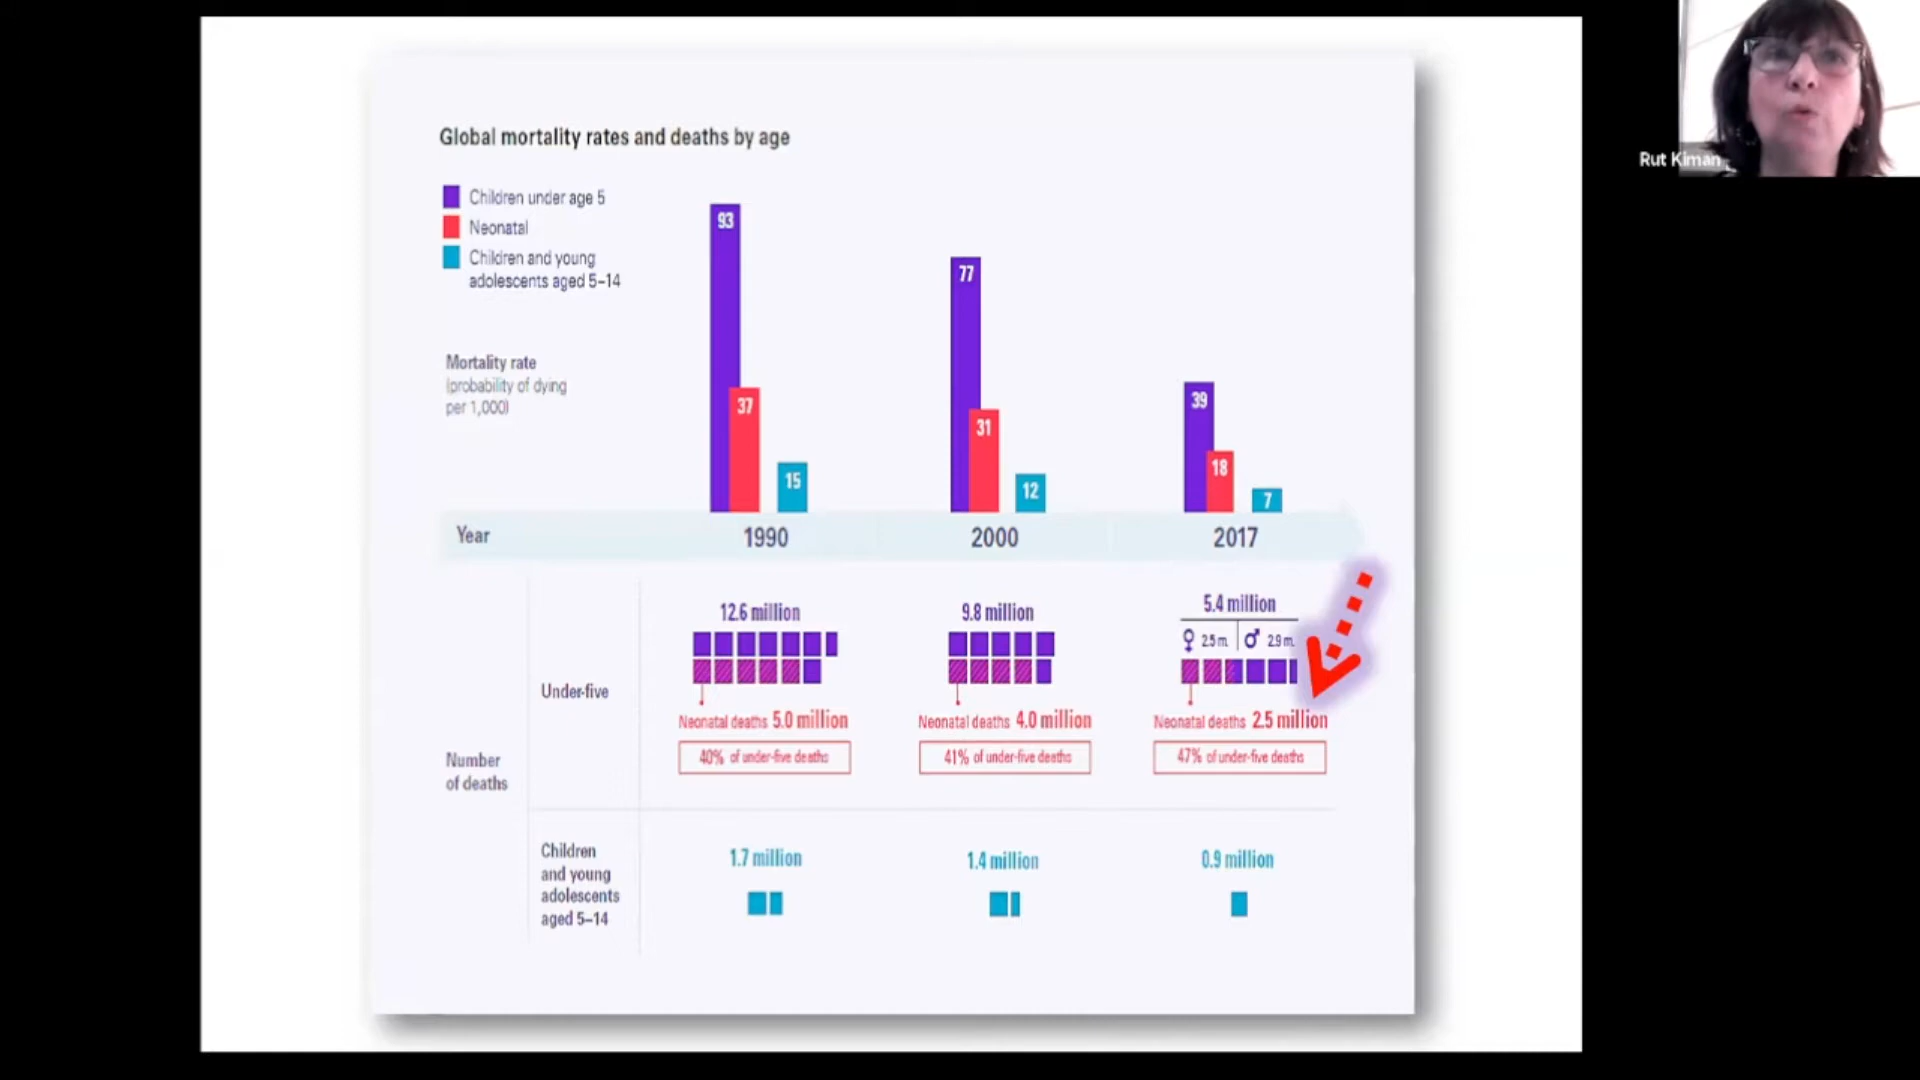 Global mortality rates and deaths by age
Children under age 5
Neonatal
Children and young
adolescents aged 5–14
Mortality rate
(probability of dying
per 1,000)
93
37
15
77
31
12
39
18
7
Year
1990
2000
2017
Number
of deaths
Under-five
12.6 million
Neonatal deaths 5.0 million
40% of under-five deaths
9.8 million
Neonatal deaths 4.0 million
41% of under-five deaths
5.4 million
♀ 2.5 m. ♂ 2.9 m.
Neonatal deaths 2.5 million
47% of under-five deaths
Children
and young
adolescents
aged 5–14
1.7 million
1.4 million
0.9 million
Rut Kiman